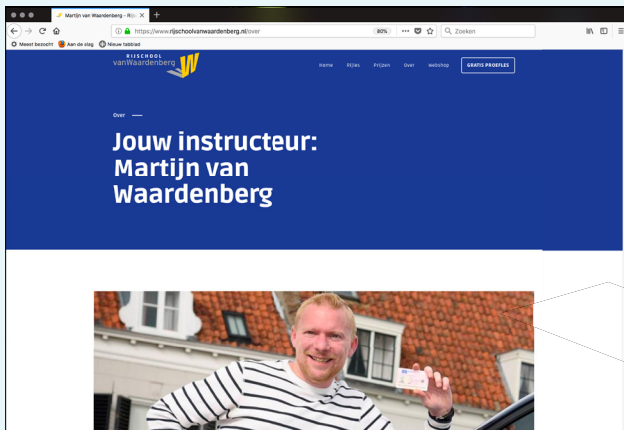 Martijn van Waardenberg - Rijs
https://www.rijschoolvanwaardenberg.nl/over
80%
Zoeken
Meest bezocht
Aan de slag
Nieuw tabblad
RIJSCHOOL
vanWaardenberg
Home
Rijles
Prijzen
Over
Webshop
GRATIS PROEFLES
Over
Jouw instructeur:
Martijn van
Waardenberg